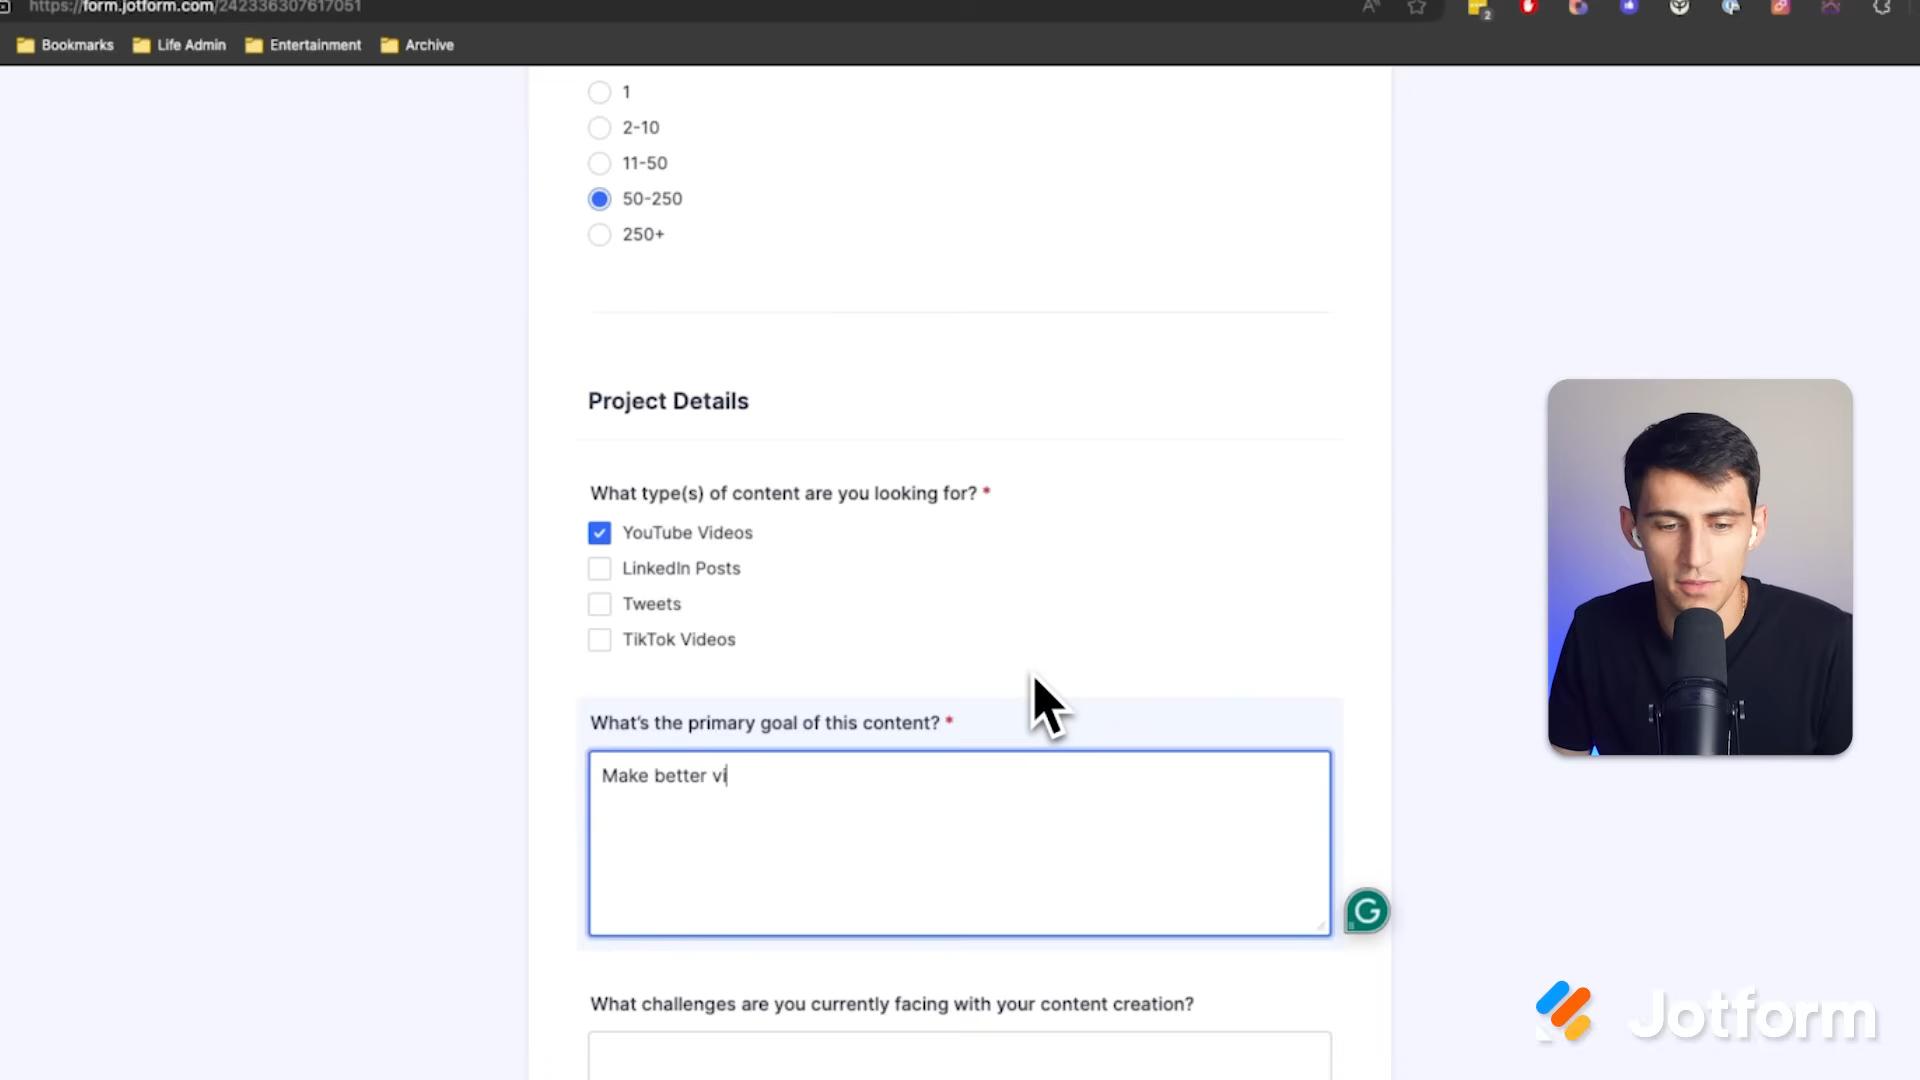 https://form.jotform.com/242336307617051
2
Bookmarks
Life Admin
Entertainment
Archive
1
2-10
11-50
50-250
250+
Project Details
What type(s) of content are you looking for? *
YouTube Videos
LinkedIn Posts
Tweets
TikTok Videos
What's the primary goal of this content? *
Make better vi
G
What challenges are you currently facing with your content creation?
Jotform